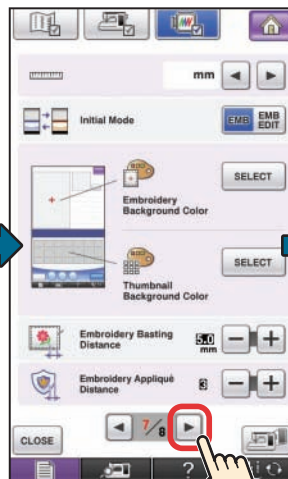 mm
Initial Mode
EMB
EMB
EDIT
Embroidery
Background Color
SELECT
Thumbnail
Background Color
SELECT
Embroidery Basting
Distance
5.0
mm
Embroidery Appliqué
Distance
3
CLOSE
7/8
?